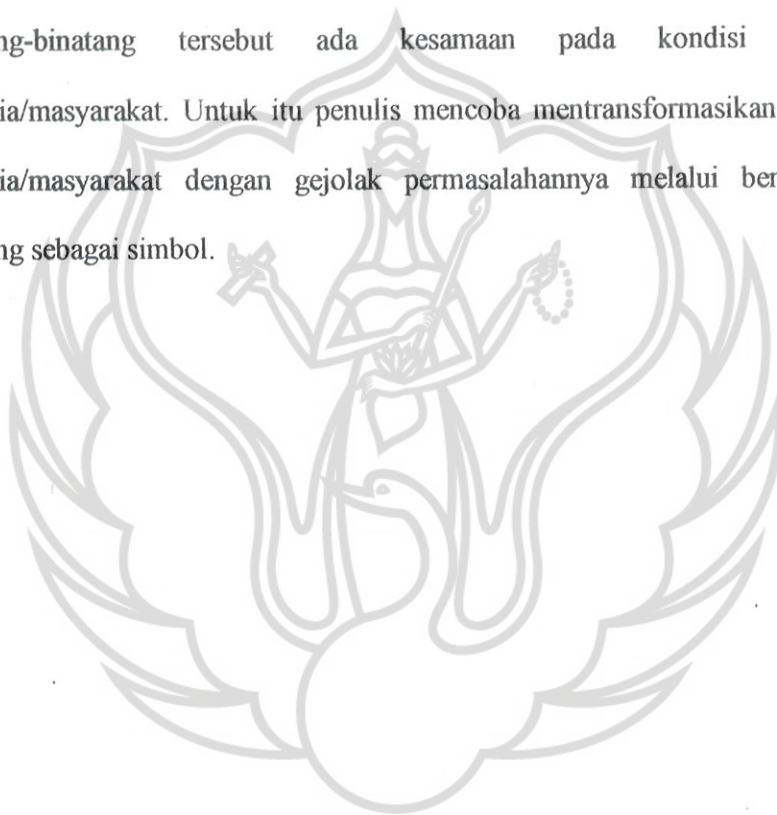 ng-binatang tersebut ada kesamaan pada kondisi
ia/masyarakat. Untuk itu penulis mencoba mentransformasikan
ia/masyarakat dengan gejolak permasalahannya melalui ber
ng sebagai simbol.